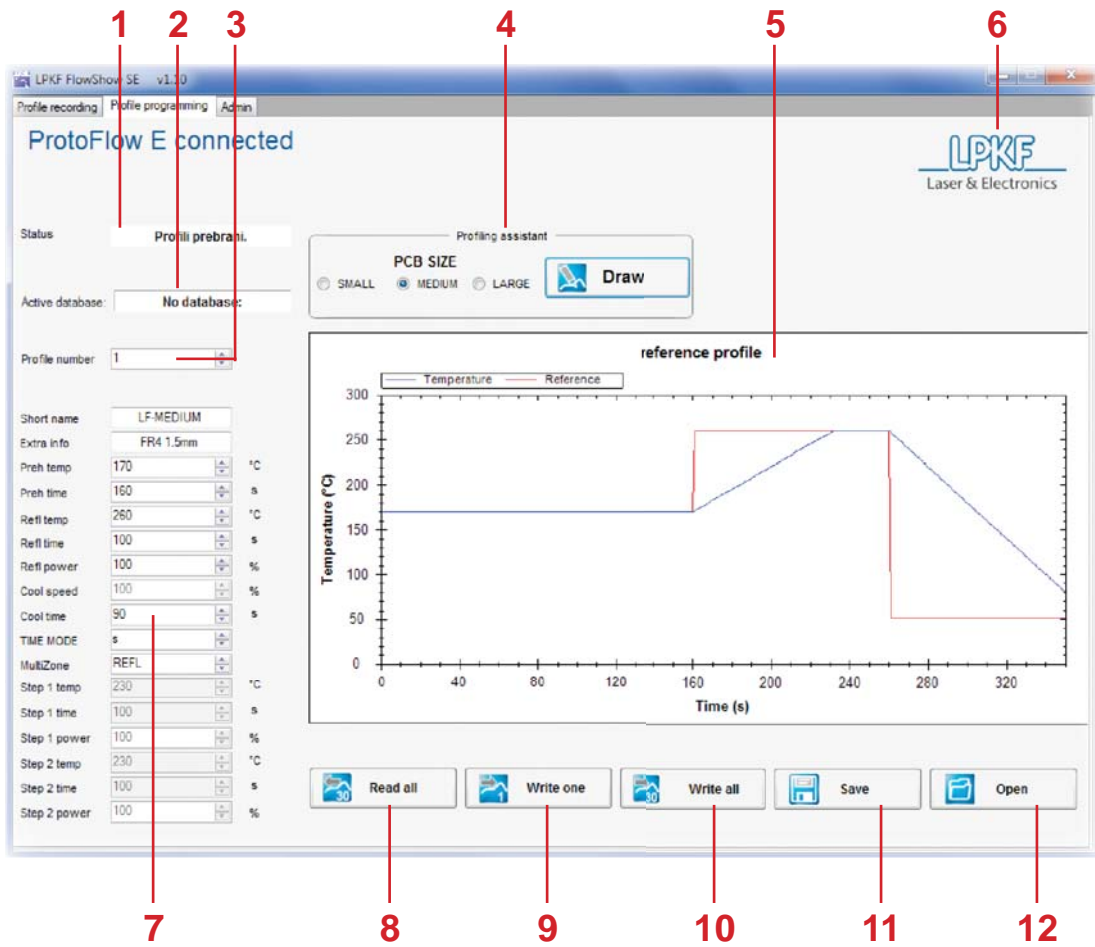 1 2 3 4 5 6
LPKF FlowShow SE v1.10
Profile recording Profile programming Admin
ProtoFlow E connected
LPKF
Laser & Electronics
Status Profili prebrani.
Profiling assistant
PCB SIZE
SMALL MEDIUM LARGE Draw
Active database: No database:
Profile number 1
reference profile
Temperature Reference
300
250
200
150
100
50
0
Temperature (°C)
0 40 80 120 160 200 240 280 320
Time (s)
Short name LF-MEDIUM
Extra info FR4 1.5mm
Preh temp 170 °C
Preh time 160 s
Refl temp 260 °C
Refl time 100 s
Refl power 100 %
Cool speed 100 %
Cool time 90 s
TIME MODE s
MultiZone REFL
Step 1 temp 230 °C
Step 1 time 100 s
Step 1 power 100 %
Step 2 temp 230 °C
Step 2 time 100 s
Step 2 power 100 %
30 Read all 1 Write one 30 Write all Save Open
7 8 9 10 11 12